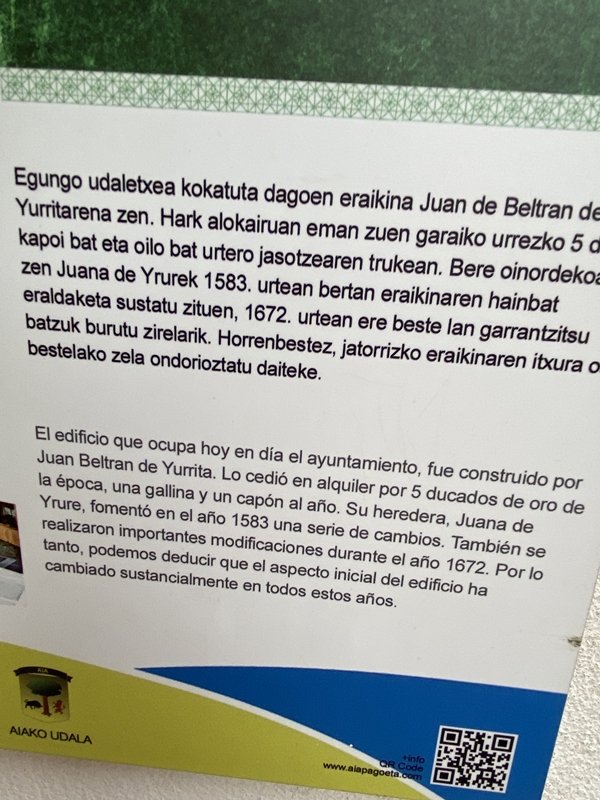 Egungo udaletxea kokatuta dagoen eraikina Juan de Beltran de
Yurritarena zen. Hark alokairuan eman zuen garaiko urrezko 5 d
kapoi bat eta oilo bat urtero jasotzearen trukean. Bere oinordekoa
zen Juana de Yrurek 1583. urtean bertan eraikinaren hainbat
eraldaketa sustatu zituen, 1672. urtean ere beste lan garrantzitsu
batzuk burutu zirelarik. Horrenbestez, jatorrizko eraikinaren itxura o
bestelako zela ondorioztatu daiteke.
El edificio que ocupa hoy en día el ayuntamiento, fue construido por
Juan Beltran de Yurrita. Lo cedió en alquiler por 5 ducados de oro de
la época, una gallina y un capón al año. Su heredera, Juana de
Yrure, fomentó en el año 1583 una serie de cambios. También se
realizaron importantes modificaciones durante el año 1672. Por lo
tanto, podemos deducir que el aspecto inicial del edificio ha
cambiado sustancialmente en todos estos años.
AIA
AIAKO UDALA
+info
QR Code
www.aiapagoeta.com